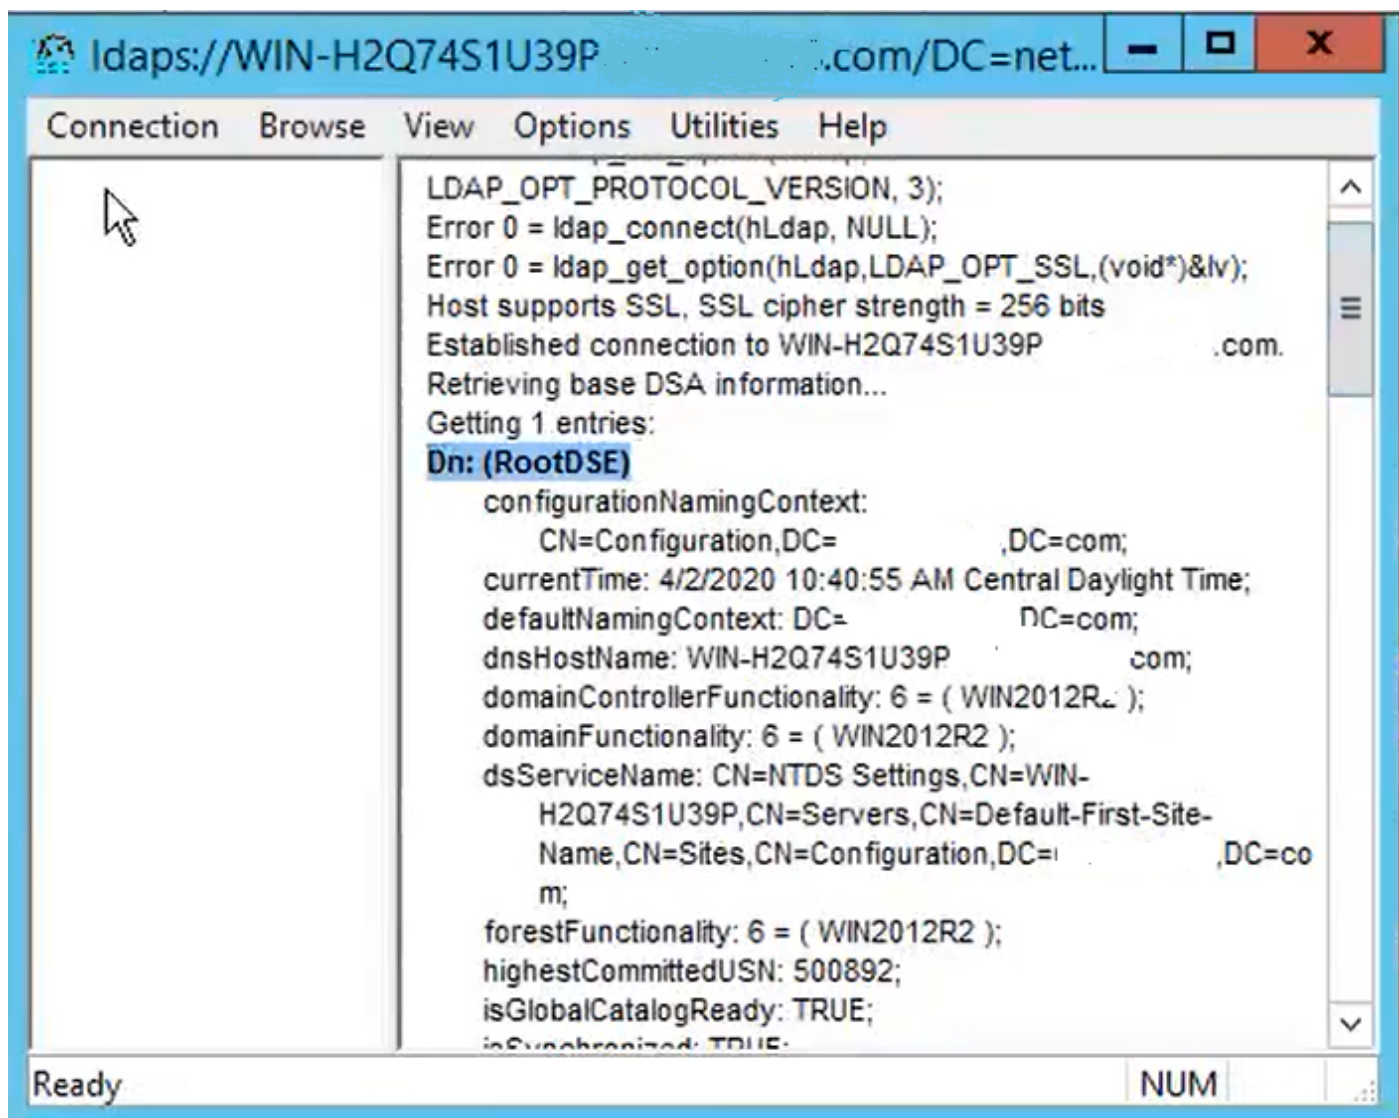 ldaps://WIN-H2Q74S1U39P .com/DC=net...
Connection Browse View Options Utilities Help
LDAP_OPT_PROTOCOL_VERSION, 3);
Error 0 = ldap_connect(hLdap, NULL);
Error 0 = ldap_get_option(hLdap,LDAP_OPT_SSL,(void*)&lv);
Host supports SSL, SSL cipher strength = 256 bits
Established connection to WIN-H2Q74S1U39P .com.
Retrieving base DSA information...
Getting 1 entries:
Dn: (RootDSE)
configurationNamingContext:
CN=Configuration,DC= ,DC=com;
currentTime: 4/2/2020 10:40:55 AM Central Daylight Time;
defaultNamingContext: DC= DC=com;
dnsHostName: WIN-H2Q74S1U39P com;
domainControllerFunctionality: 6 = ( WIN2012R2 );
domainFunctionality: 6 = ( WIN2012R2 );
dsServiceName: CN=NTDS Settings,CN=WIN-
H2Q74S1U39P,CN=Servers,CN=Default-First-Site-
Name,CN=Sites,CN=Configuration,DC= ,DC=co
m;
forestFunctionality: 6 = ( WIN2012R2 );
highestCommittedUSN: 500892;
isGlobalCatalogReady: TRUE;
isSynchronized: TRUE;
Ready NUM